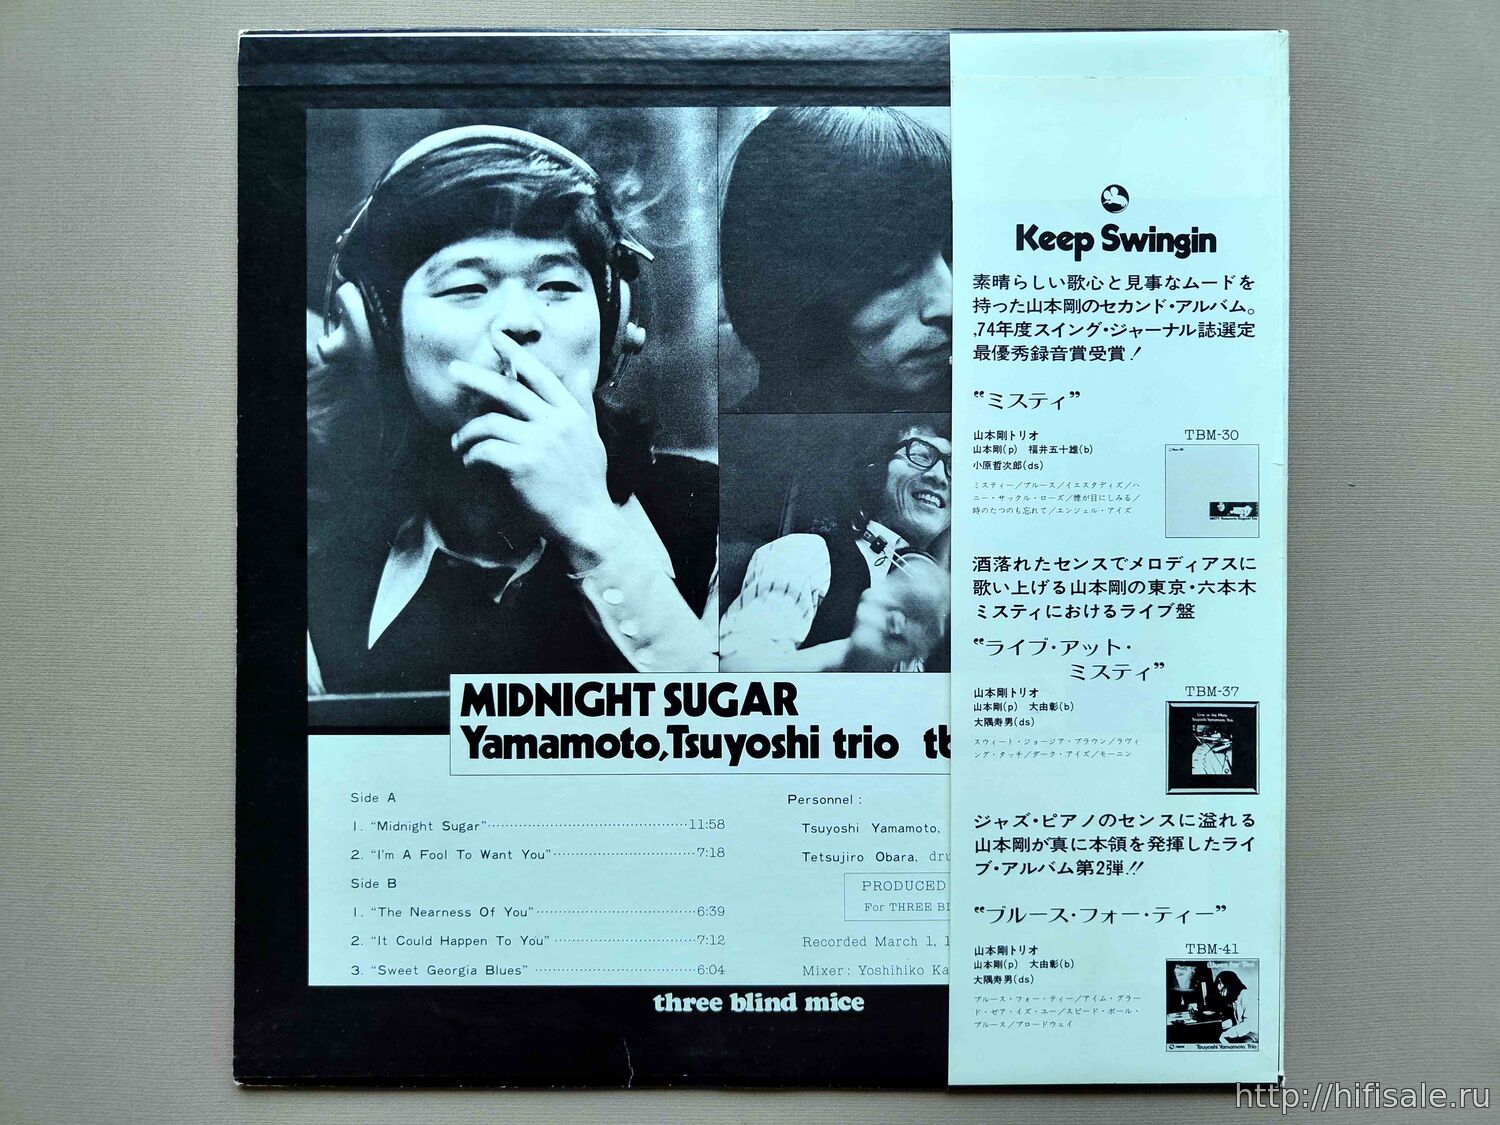 MIDNIGHT SUGAR
Yamamoto,Tsuyoshi trio tb
Side A
1. “Midnight Sugar”········11:58
2. “I'm A Fool To Want You”········7:18
Side B
1. “The Nearness Of You”········6:39
2. “It Could Happen To You”········7:12
3. “Sweet Georgia Blues”········6:04
Personnel :
Tsuyoshi Yamamoto,
Tetsujiro Obara, dru
PRODUCED
For THREE BL
Recorded March 1, 1
Mixer: Yoshihiko Ka
three blind mice
Keep Swingin
素晴らしい歌心と見事なムードを
持った山本剛のセカンド・アルバム。
,74年度スイング・ジャーナル誌選定
最優秀録音賞受賞!
“ミスティ”
山本剛トリオ
山本剛(p) 福井五十雄(b)
小原哲次郎(ds)
TBM-30
ミスティー/ブルース/イエスタディズ/ハ
ニー・サックル・ローズ/煙が目にしみる/
時のたつのも忘れて/エンジェル・アイズ
洒落れたセンスでメロディアスに
歌い上げる山本剛の東京・六本木
ミスティにおけるライブ盤
“ライブ・アット・
ミスティ”
山本剛トリオ
山本剛(p) 大由彰(b)
大隅寿男(ds)
TBM-37
スウィート・ジョージア・ブラウン/ラヴィ
ング・タッチ/ダーク・アイズ/モーニン
Live at the Misty
Tsuyoshi Yamamoto Trio
ジャズ・ピアノのセンスに溢れる
山本剛が真に本領を発揮したライ
ブ・アルバム第2弾!!
“ブルース・フォー・ティー”
山本剛トリオ
山本剛(p) 大由彰(b)
大隅寿男(ds)
TBM-41
ブルース・フォー・ティー/アイム・グラー
ド・ゼア・イズ・ユー/スピード・ボール・
ブルース/ブロードウェイ
Tsuyoshi Yamamoto Trio
http://hifisale.ru